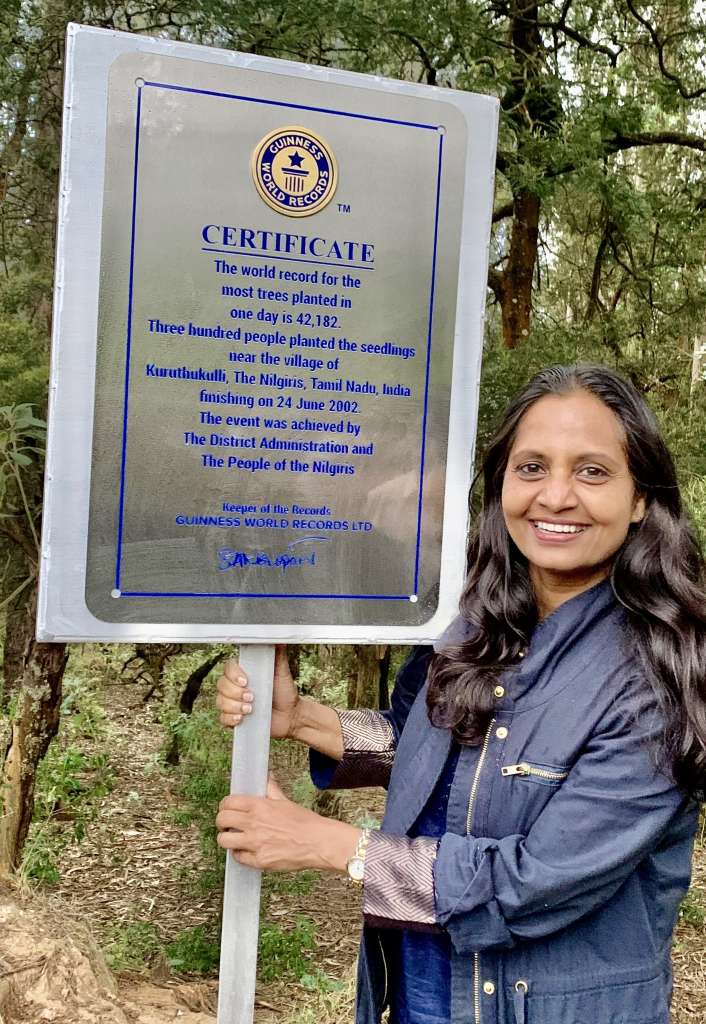 GUINNESS
WORLD RECORDS
TM
CERTIFICATE
The world record for the
most trees planted in
one day is 42,182.
Three hundred people planted the seedlings
near the village of
Kuruthukulli, The Nilgiris, Tamil Nadu, India
finishing on 24 June 2002.
The event was achieved by
The District Administration and
The People of the Nilgiris
Keeper of the Records
GUINNESS WORLD RECORDS LTD